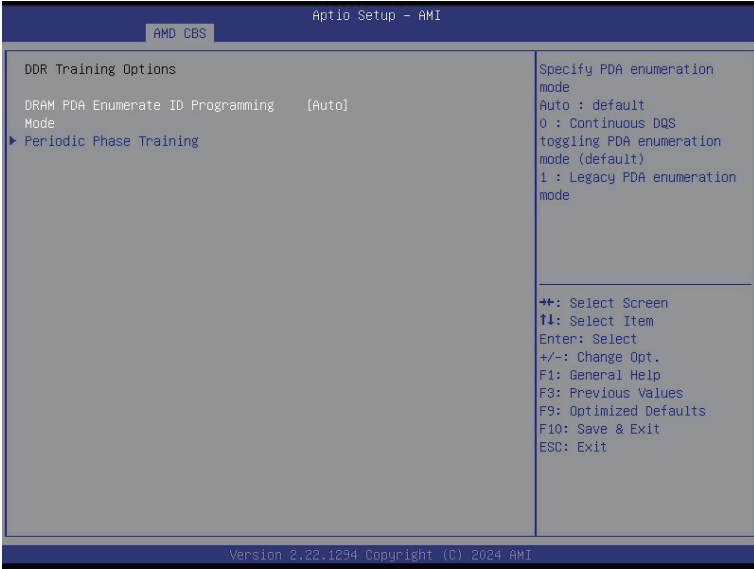 Aptio Setup – AMI
AMD CBS
DDR Training Options
DRAM PDA Enumerate ID Programming [Auto]
Mode
Periodic Phase Training
Specify PDA enumeration
mode
Auto : default
0 : Continuous DQS
toggling PDA enumeration
mode (default)
1 : Legacy PDA enumeration
mode
→←: Select Screen
↑↓: Select Item
Enter: Select
+/-: Change Opt.
F1: General Help
F3: Previous Values
F9: Optimized Defaults
F10: Save & Exit
ESC: Exit
Version 2.22.1294 Copyright (C) 2024 AMI